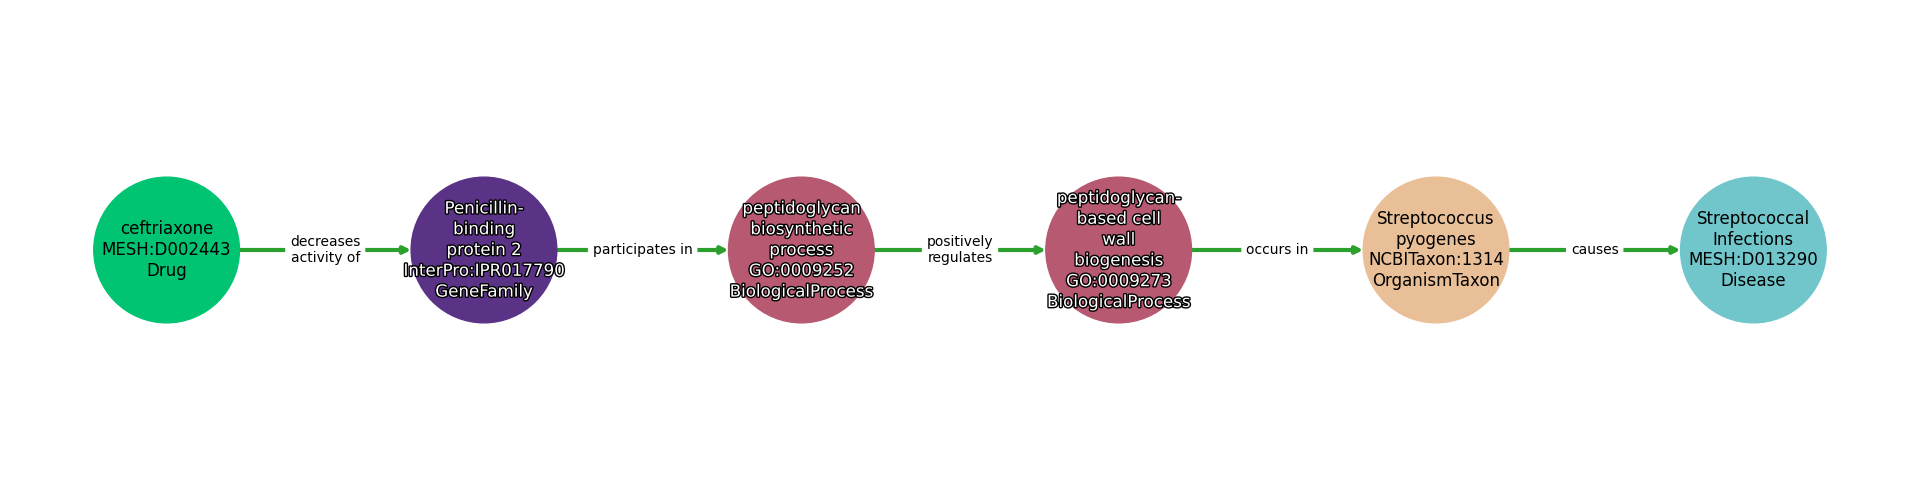 ceftriaxone
MESH:D002443
Drug
decreases
activity of
Penicillin-
binding
protein 2
InterPro:IPR017790
GeneFamily
participates in
peptidoglycan
biosynthetic
process
GO:0009252
BiologicalProcess
positively
regulates
peptidoglycan-
based cell
wall
biogenesis
GO:0009273
BiologicalProcess
occurs in
Streptococcus
pyogenes
NCBITaxon:1314
OrganismTaxon
causes
Streptococcal
Infections
MESH:D013290
Disease